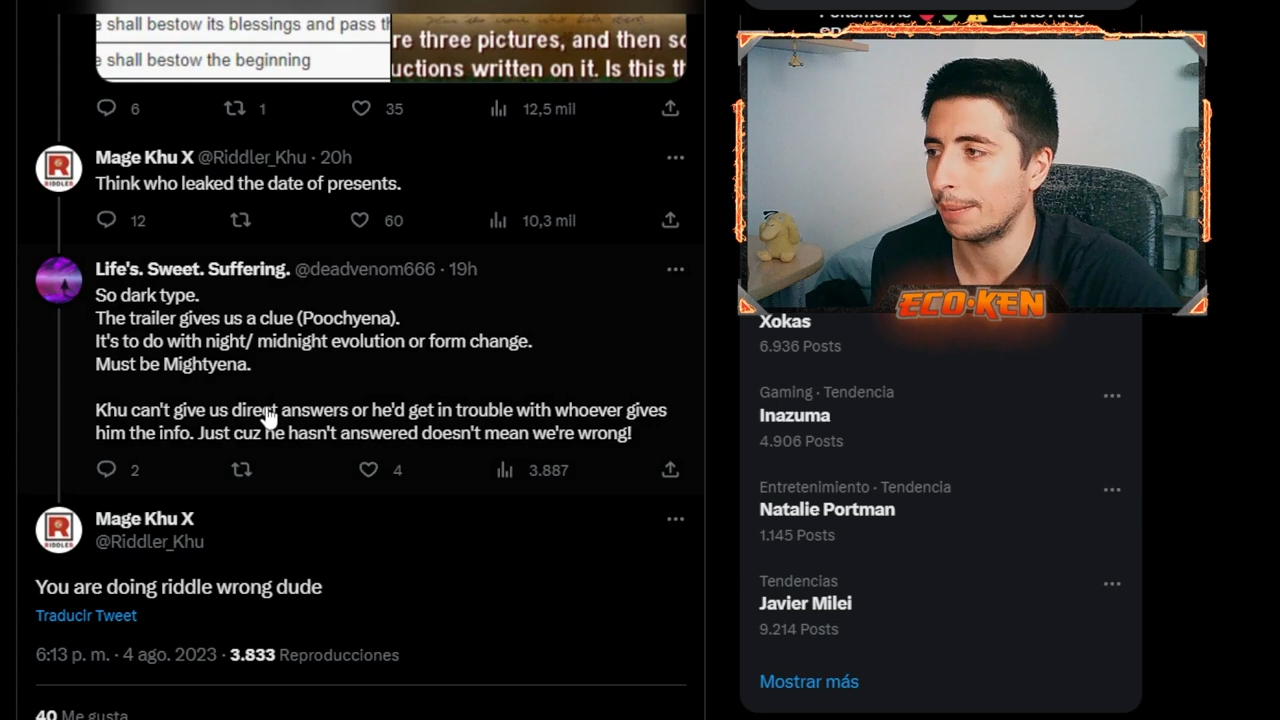 e shall bestow its blessings and pass th
e shall bestow the beginning
re three pictures, and then sc
uctions written on it. Is this th
6 1 35 12,5 mil
Mage Khu X @Riddler_Khu · 20h
Think who leaked the date of presents.
12 60 10,3 mil
Life's. Sweet. Suffering. @deadvenom666 · 19h
So dark type.
The trailer gives us a clue (Poochyena).
It's to do with night/ midnight evolution or form change.
Must be Mightyena.
Khu can't give us direct answers or he'd get in trouble with whoever gives
him the info. Just cuz he hasn't answered doesn't mean we're wrong!
2 4 3.887
Mage Khu X
@Riddler_Khu
You are doing riddle wrong dude
Traducir Tweet
6:13 p. m. · 4 ago. 2023 · 3.833 Reproducciones
40 Me gusta
R
RIDDLER
R
RIDDLER
ECO·KEN
Xokas
6.936 Posts
Gaming · Tendencia
Inazuma
4.906 Posts
Entretenimiento · Tendencia
Natalie Portman
1.145 Posts
Tendencias
Javier Milei
9.214 Posts
Mostrar más